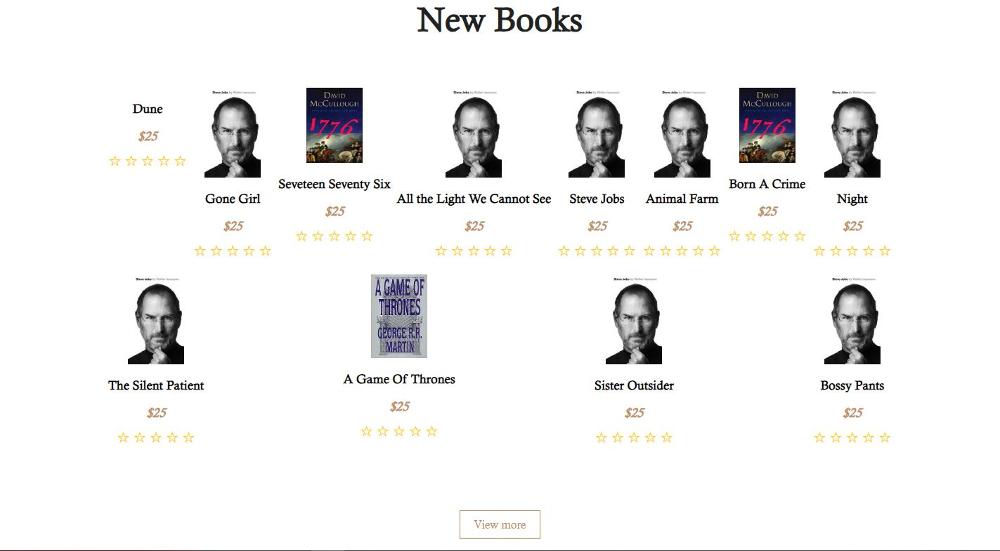 New Books
Dune
$25
Steve Jobs by Walter Isaacson
Gone Girl
$25
DAVID
McCULLOUGH
1776
Seveteen Seventy Six
$25
Steve Jobs by Walter Isaacson
All the Light We Cannot See
$25
Steve Jobs by Walter Isaacson
Steve Jobs
$25
Steve Jobs by Walter Isaacson
Animal Farm
$25
DAVID
McCULLOUGH
1776
Born A Crime
$25
Steve Jobs by Walter Isaacson
Night
$25
Steve Jobs by Walter Isaacson
The Silent Patient
$25
A GAME OF
THRONES
GEORGE R.R.
MARTIN
A Game Of Thrones
$25
Steve Jobs by Walter Isaacson
Sister Outsider
$25
Steve Jobs by Walter Isaacson
Bossy Pants
$25
View more